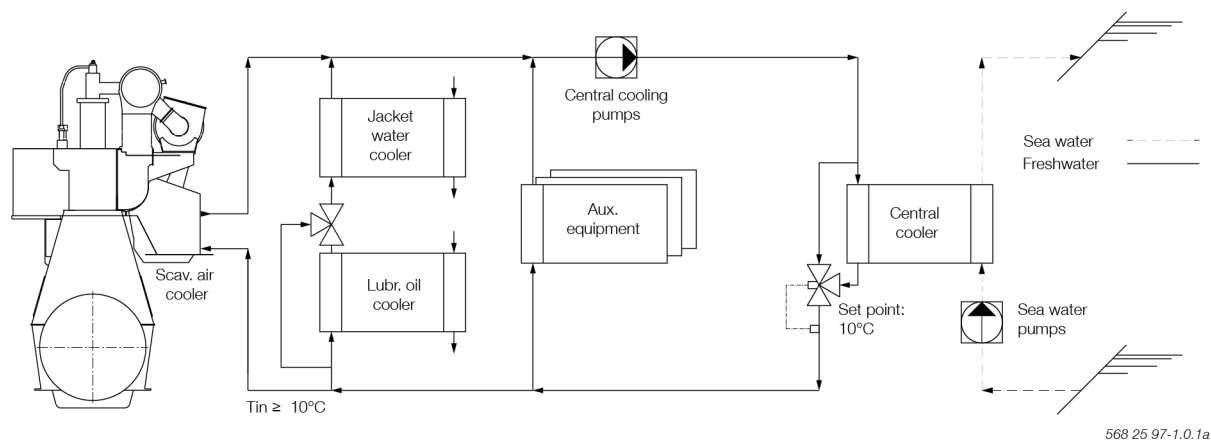 Central cooling
pumps
Jacket
water
cooler
Sea water
Freshwater
Aux.
equipment
Central
cooler
Scav. air
cooler
Lubr. oil
cooler
Set point:
10°C
Sea water
pumps
Tin ≥ 10°C
568 25 97-1.0.1a